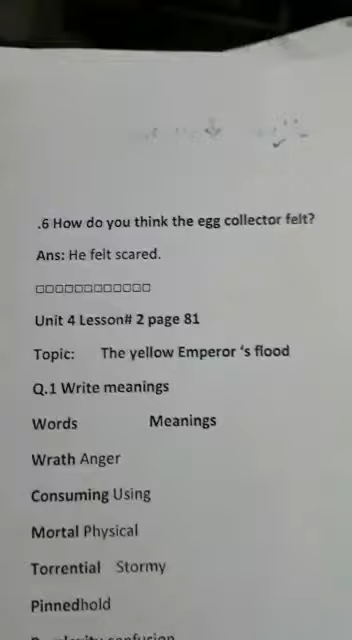 .6 How do you think the egg collector felt?
Ans: He felt scared.
□□□□□□□□□□□□
Unit 4 Lesson# 2 page 81
Topic: The yellow Emperor 's flood
Q.1 Write meanings
Words Meanings
Wrath Anger
Consuming Using
Mortal Physical
Torrential Stormy
Pinnedhold
confusion